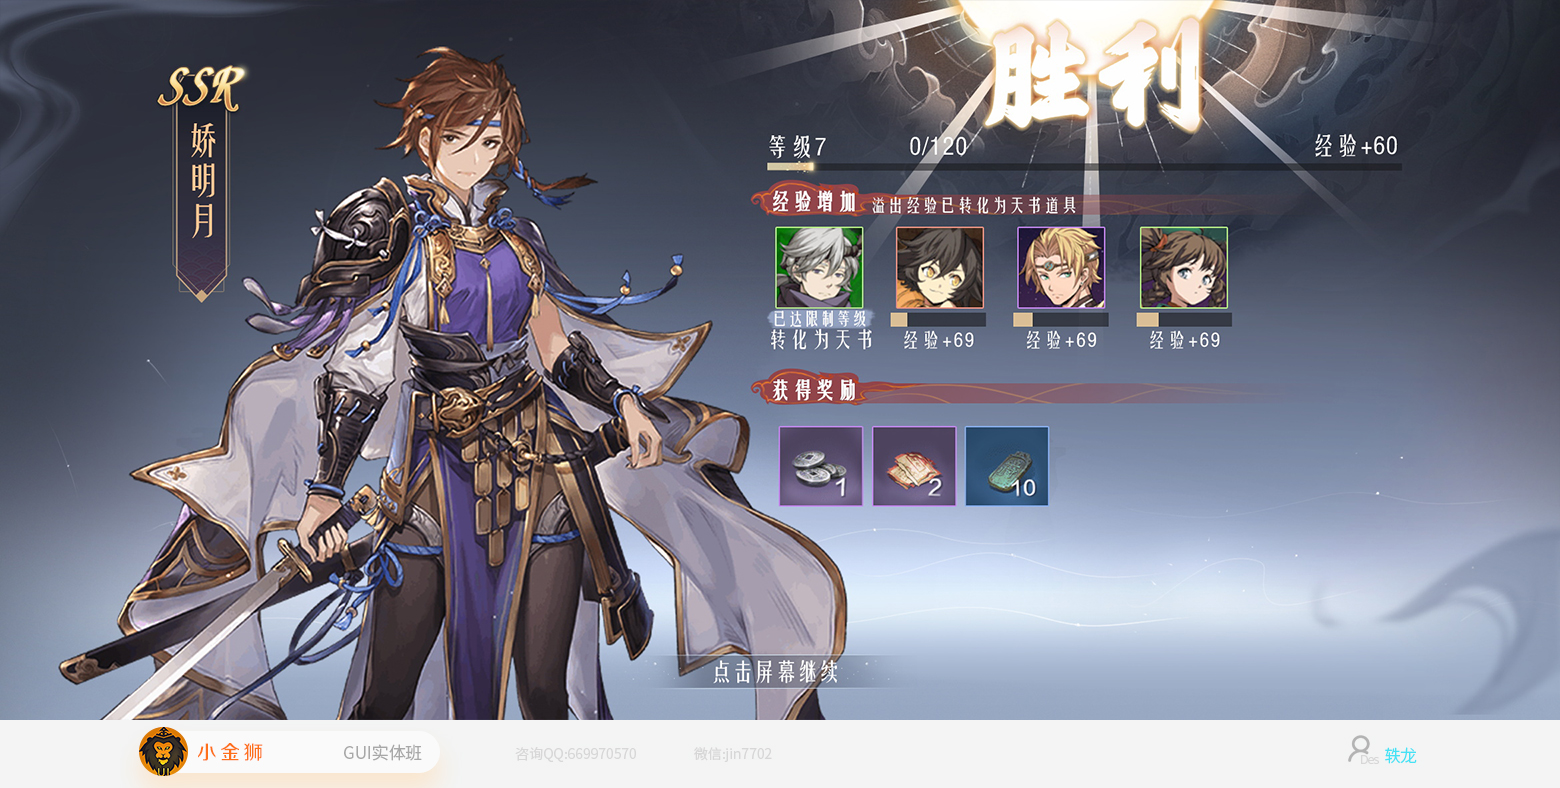 SSR
娇明月
胜利
等级7 0/120 经验+60
经验增加 溢出经验已转化为天书道具
已达限制等级
转化为天书 经验+69 经验+69 经验+69
获得奖励
1 2 10
点击屏幕继续
小金狮 GUI实体班 咨询QQ:669970570 微信:jin7702 Des 轶龙
UI